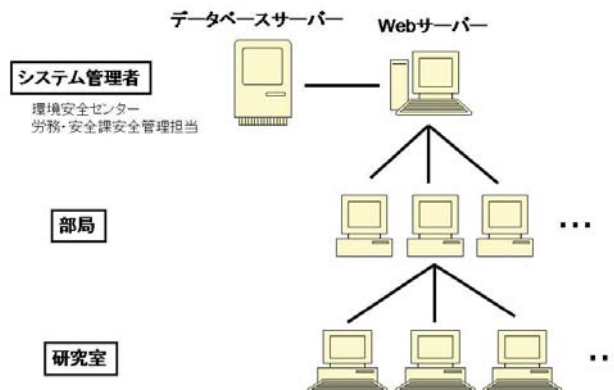 データベースサーバー
Webサーバー
システム管理者
環境安全センター
労務・安全課安全管理担当
部局
...
研究室
..